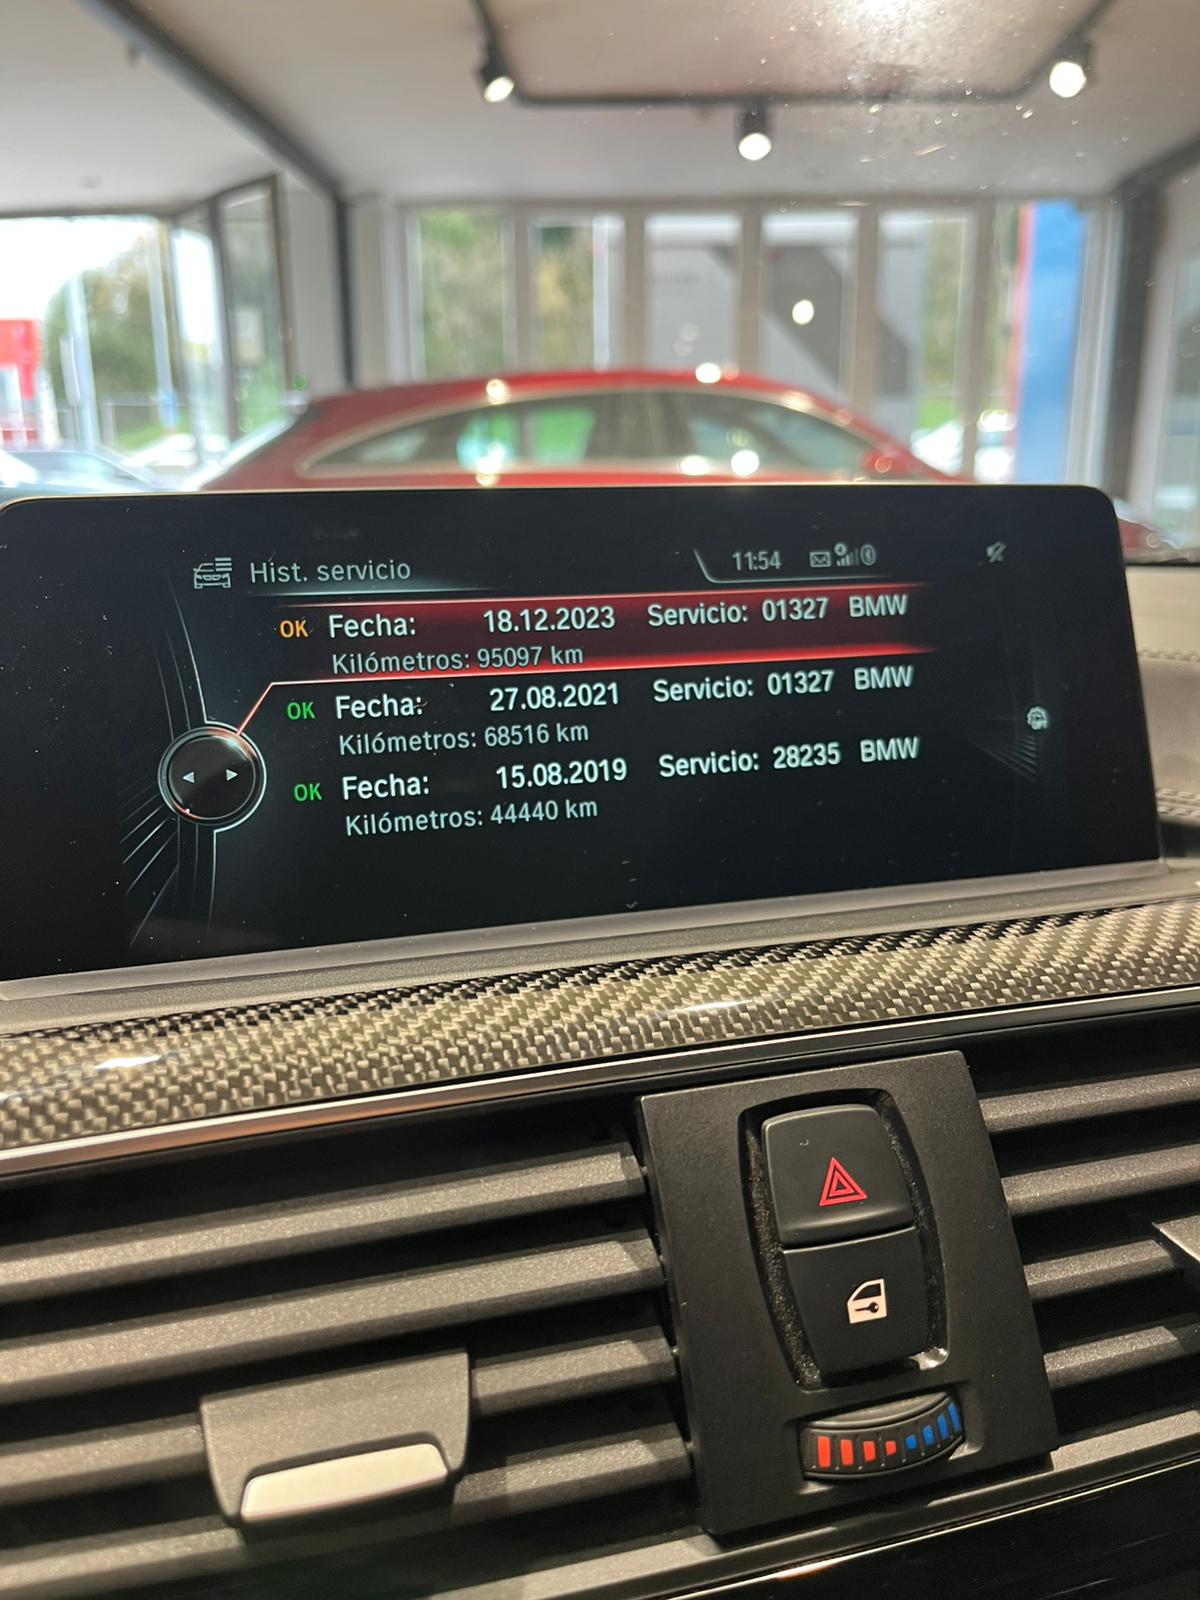 Hist. servicio 11:54
OK Fecha: 18.12.2023 Servicio: 01327 BMW
Kilómetros: 95097 km
OK Fecha: 27.08.2021 Servicio: 01327 BMW
Kilómetros: 68516 km
OK Fecha: 15.08.2019 Servicio: 28235 BMW
Kilómetros: 44440 km